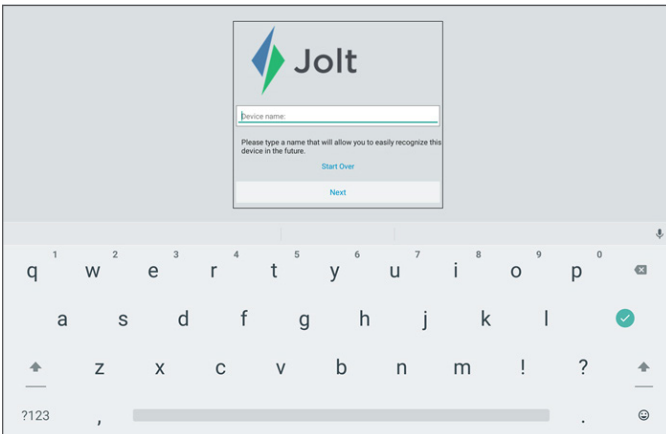 Jolt
Device name:
Please type a name that will allow you to easily recognize this
device in the future.
Start Over
Next
1 2 3 4 5 6 7 8 9 0
q w e r t y u i o p
a s d f g h j k l
z x c v b n m ! ?
?123 , .